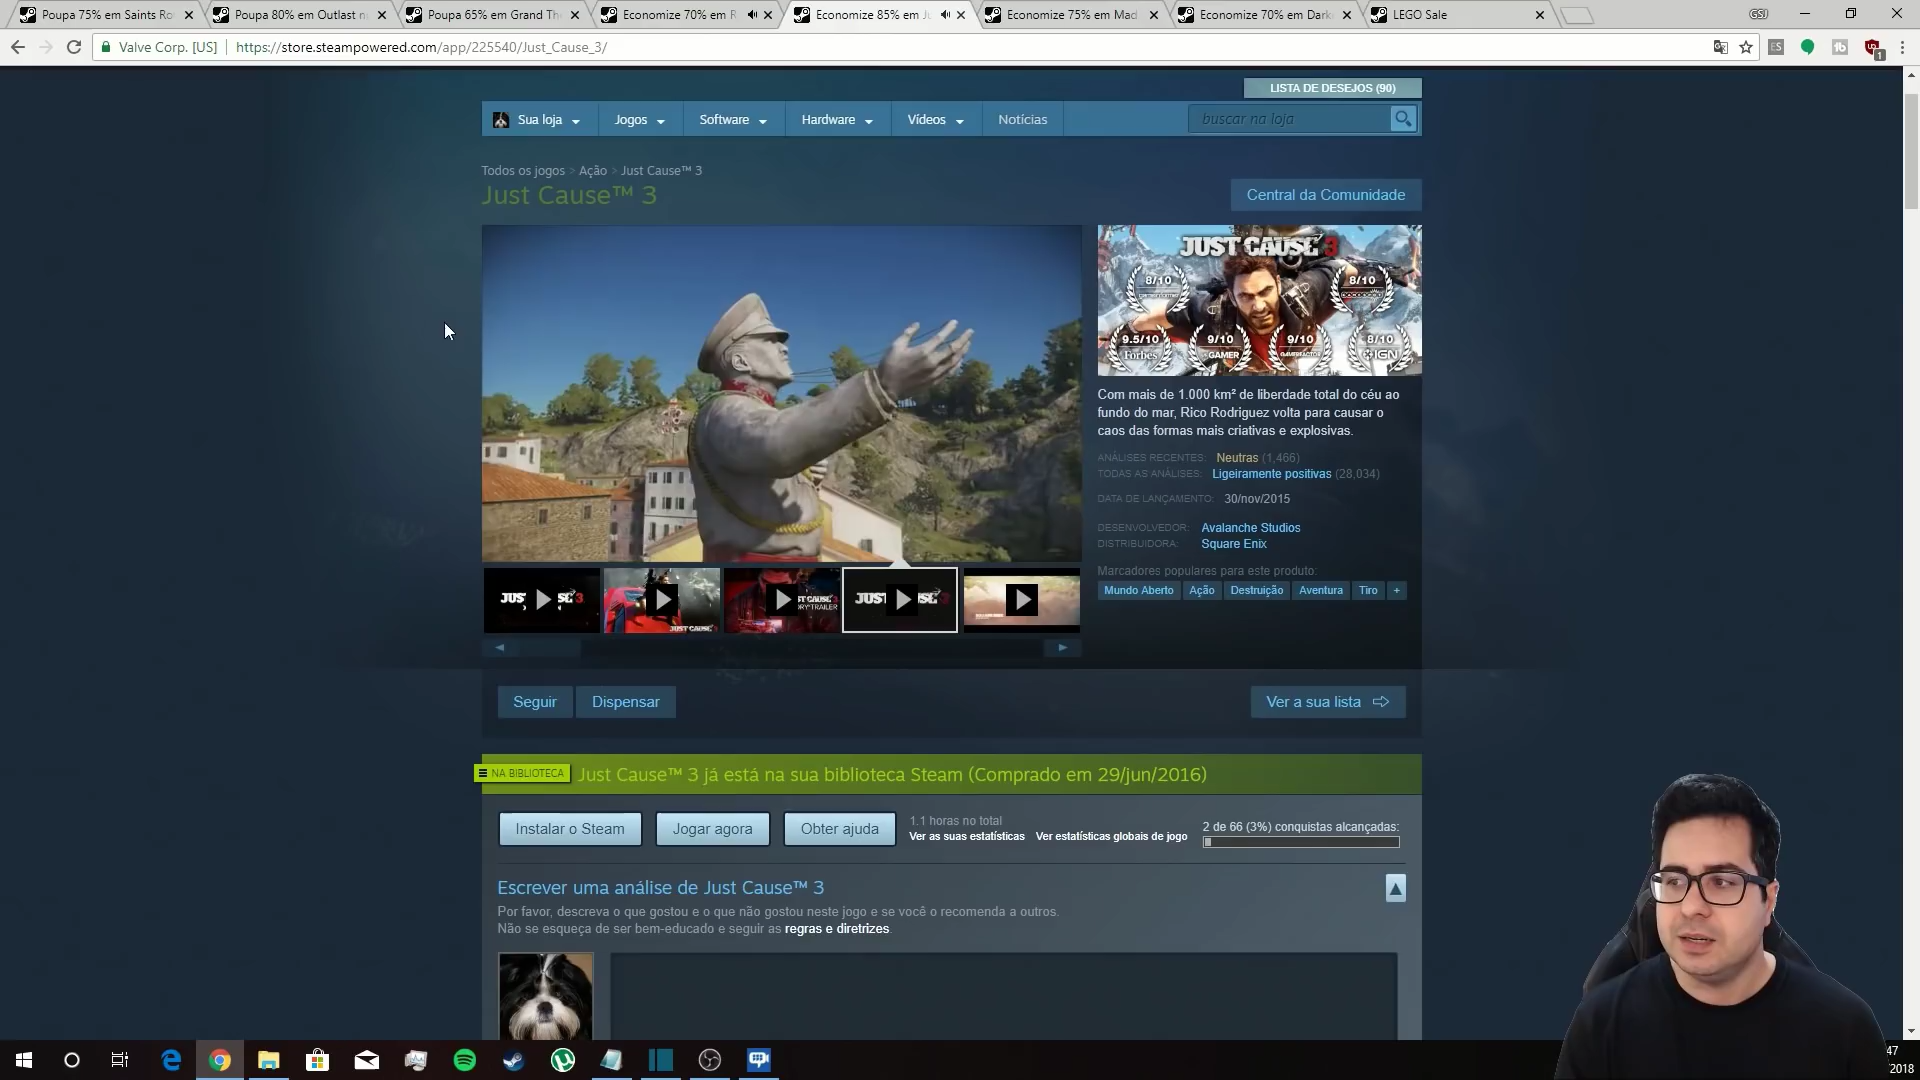 Poupa 75% em Saints Ro
Poupa 80% em Outlast n
Poupa 65% em Grand Th
Economize 70% em R
Economize 85% em J
Economize 75% em Mad
Economize 70% em Dark
LEGO Sale
GSJ
Valve Corp. [US]
https://store.steampowered.com/app/225540/Just_Cause_3/
LISTA DE DESEJOS (90)
Sua loja
Jogos
Software
Hardware
Vídeos
Notícias
buscar na loja
Todos os jogos > Ação > Just Cause™ 3
Just Cause™ 3
Central da Comunidade
JUST CAUSE 3
8/10
8/10
9.5/10
Forbes
9/10
GAMER
9/10
8/10
IGN
Com mais de 1.000 km² de liberdade total do céu ao
fundo do mar, Rico Rodriguez volta para causar o
caos das formas mais criativas e explosivas.
ANÁLISES RECENTES: Neutras (1,466)
TODAS AS ANÁLISES: Ligeiramente positivas (28,034)
DATA DE LANÇAMENTO: 30/nov/2015
DESENVOLVEDOR: Avalanche Studios
DISTRIBUIDORA: Square Enix
Marcadores populares para este produto:
Mundo Aberto
Ação
Destruição
Aventura
Tiro
+
Seguir
Dispensar
Ver a sua lista
NA BIBLIOTECA
Just Cause™ 3 já está na sua biblioteca Steam (Comprado em 29/jun/2016)
Instalar o Steam
Jogar agora
Obter ajuda
1.1 horas no total
Ver as suas estatísticas
Ver estatísticas globais de jogo
2 de 66 (3%) conquistas alcançadas:
Escrever uma análise de Just Cause™ 3
Por favor, descreva o que gostou e o que não gostou neste jogo e se você o recomenda a outros.
Não se esqueça de ser bem-educado e seguir as regras e diretrizes.
47
2018